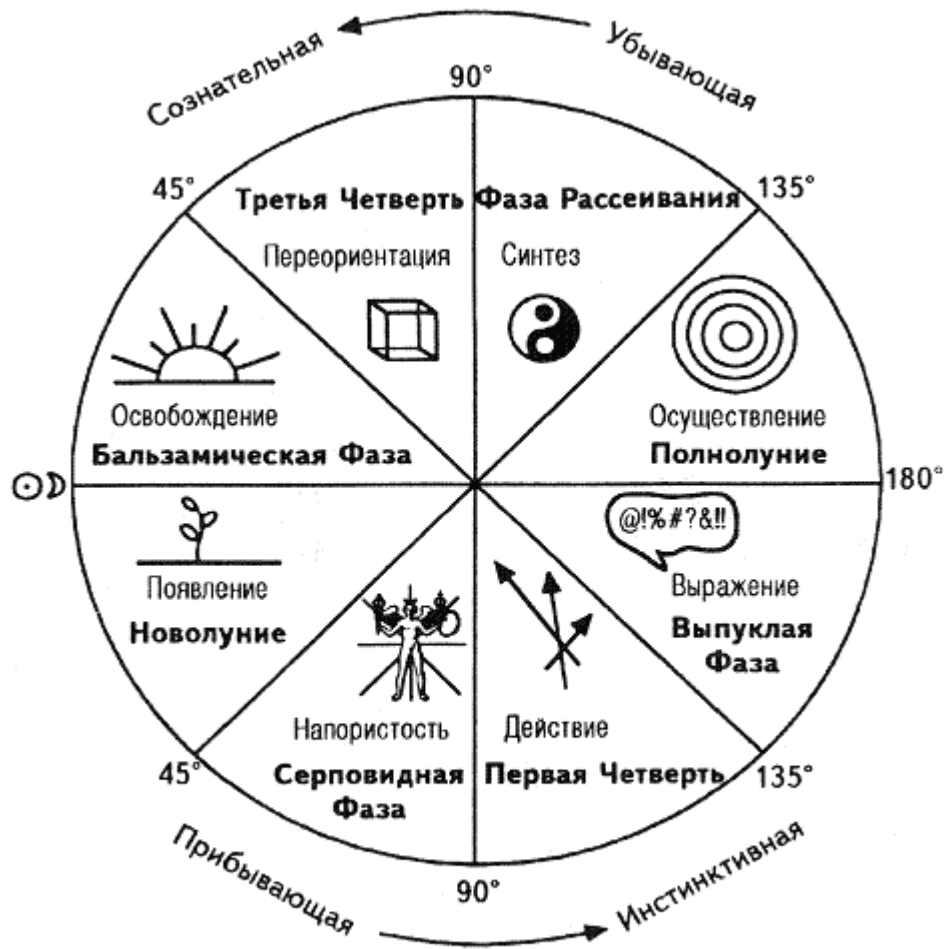 Сознательная
Убывающая
90°
45°
135°
Третья Четверть
Фаза Рассеивания
Переориентация
Синтез
Освобождение
Бальзамическая Фаза
Осуществление
Полнолуние
☉☽
180°
@!%#?&!!
Появление
Новолуние
Выражение
Выпуклая
Фаза
Напористость
Серповидная
Фаза
Действие
Первая Четверть
45°
135°
90°
Прибывающая
Инстинктивная